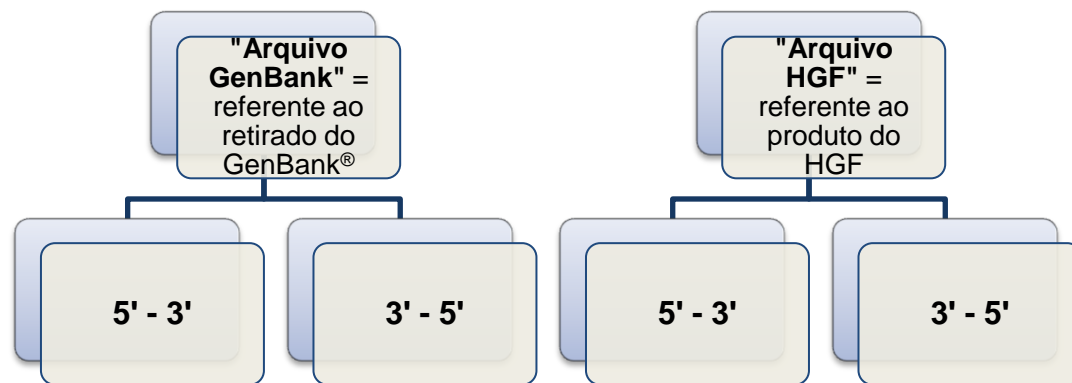 "Arquivo
GenBank" =
referente ao
retirado do
GenBank®
"Arquivo
HGF" =
referente ao
produto do
HGF
5' - 3'
3' - 5'
5' - 3'
3' - 5'